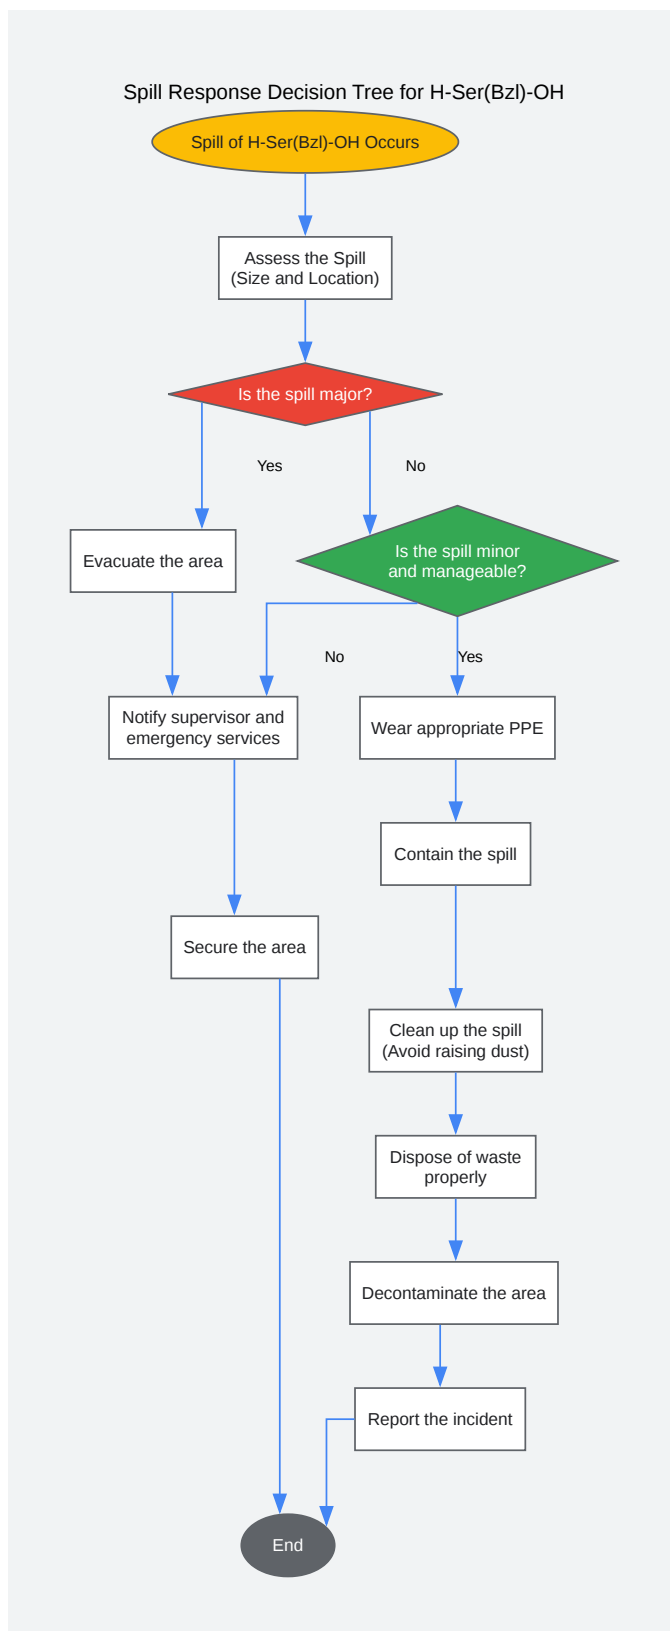 Spill Response Decision Tree for H-Ser(Bzl)-OH
Spill of H-Ser(Bzl)-OH Occurs
Assess the Spill
(Size and Location)
Is the spill major?
Yes
No
Evacuate the area
Is the spill minor
and manageable?
No
Yes
Notify supervisor and
emergency services
Wear appropriate PPE
Contain the spill
Secure the area
Clean up the spill
(Avoid raising dust)
Dispose of waste
properly
Decontaminate the area
Report the incident
End